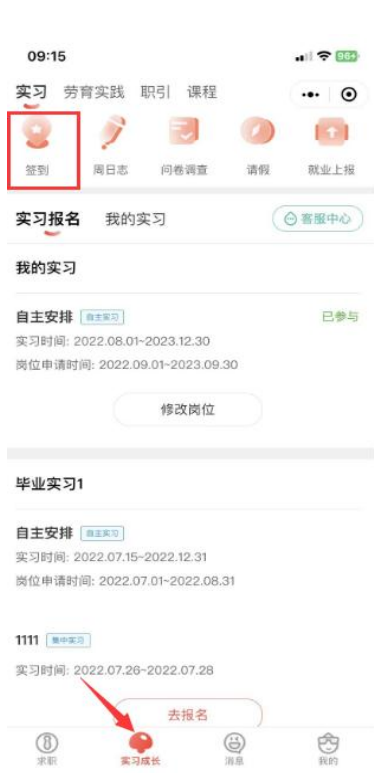 09:15
96+
实习 劳育实践 职引 课程
签到 周日志 问卷调查 请假 就业上报
实习报名 我的实习 客服中心
我的实习
自主安排 自主实习 已参与
实习时间: 2022.08.01~2023.12.30
岗位申请时间: 2022.09.01~2023.09.30
修改岗位
毕业实习1
自主安排 自主实习
实习时间: 2022.07.15~2022.12.31
岗位申请时间: 2022.07.01~2022.08.31
1111 集中实习
实习时间: 2022.07.26~2022.07.28
去报名
求职 实习成长 消息 我的